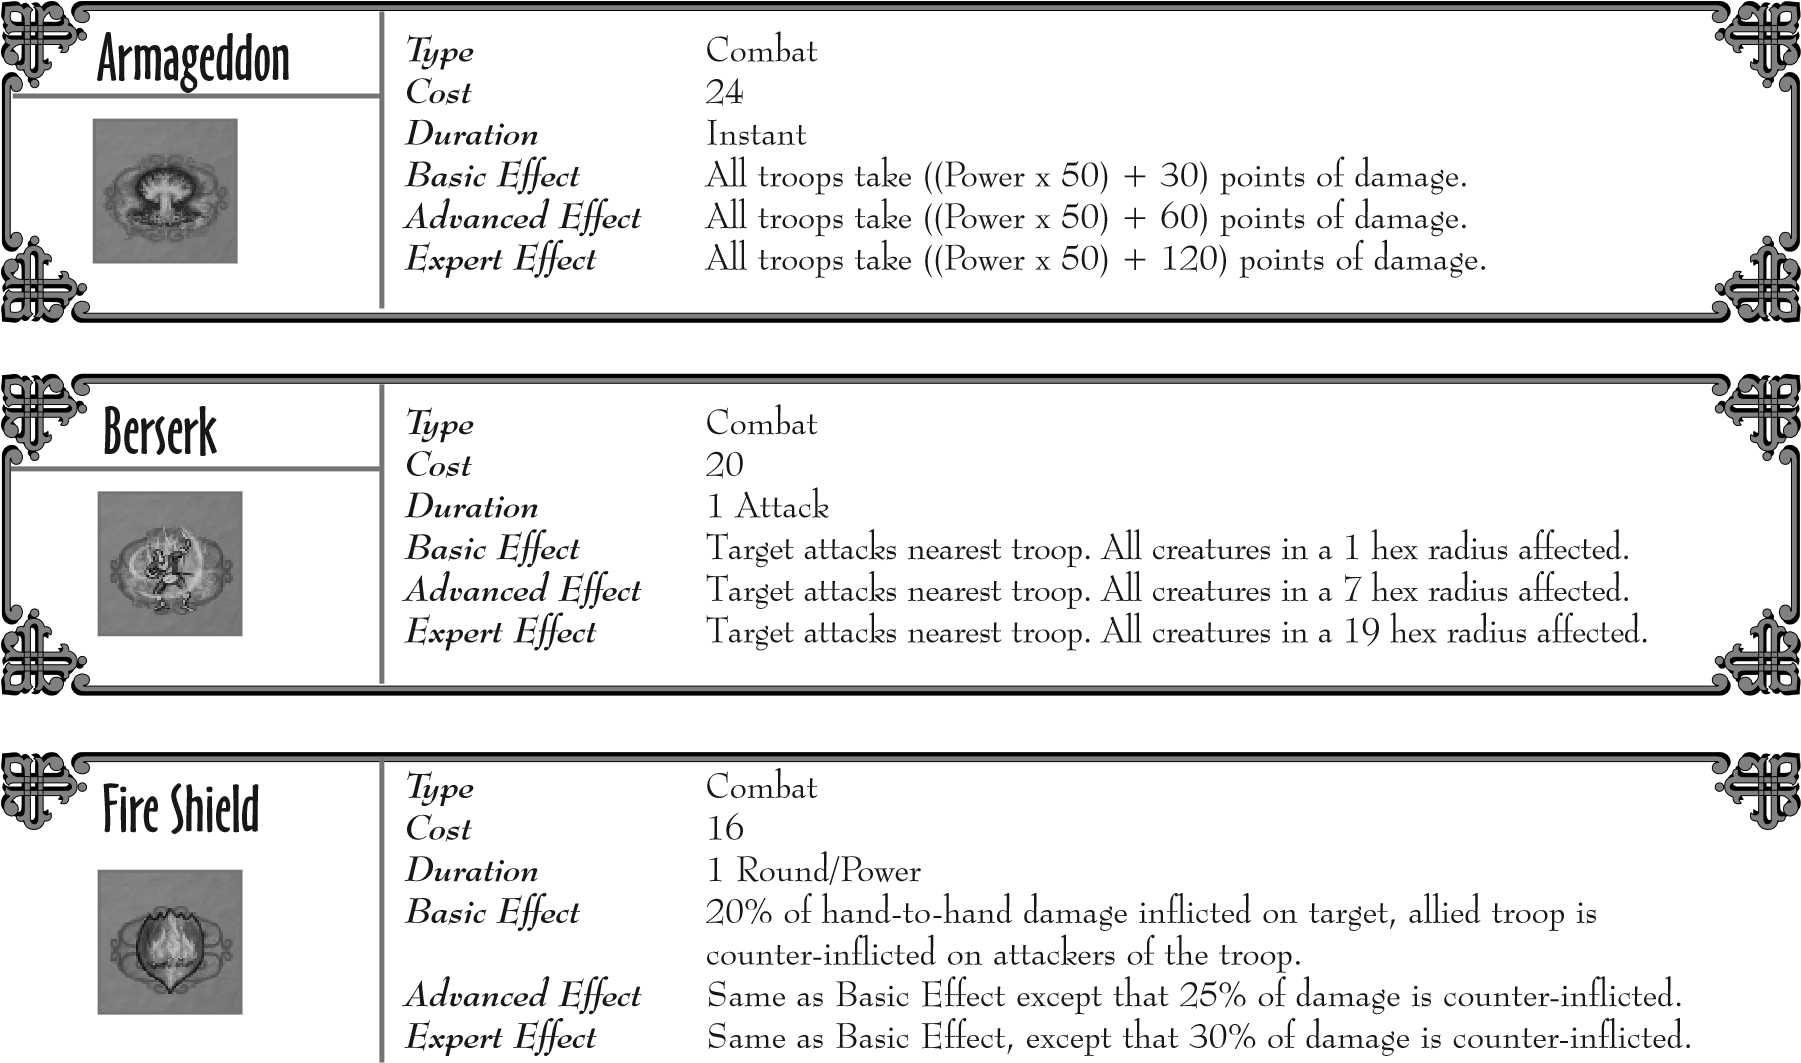 Armageddon
Type Combat
Cost 24
Duration Instant
Basic Effect All troops take ((Power x 50) + 30) points of damage.
Advanced Effect All troops take ((Power x 50) + 60) points of damage.
Expert Effect All troops take ((Power x 50) + 120) points of damage.
Berserk
Type Combat
Cost 20
Duration 1 Attack
Basic Effect Target attacks nearest troop. All creatures in a 1 hex radius affected.
Advanced Effect Target attacks nearest troop. All creatures in a 7 hex radius affected.
Expert Effect Target attacks nearest troop. All creatures in a 19 hex radius affected.
Fire Shield
Type Combat
Cost 16
Duration 1 Round/Power
Basic Effect 20% of hand-to-hand damage inflicted on target, allied troop is
counter-inflicted on attackers of the troop.
Advanced Effect Same as Basic Effect except that 25% of damage is counter-inflicted.
Expert Effect Same as Basic Effect, except that 30% of damage is counter-inflicted.